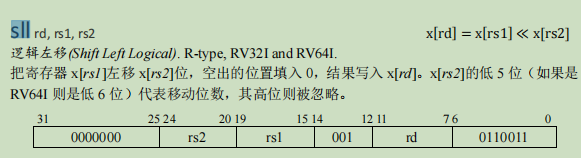 sll rd, rs1, rs2 x[rd] = x[rs1] ≪ x[rs2]
逻辑左移(Shift Left Logical). R-type, RV32I and RV64I.
把寄存器 x[rs1]左移 x[rs2]位，空出的位置填入 0，结果写入 x[rd]。x[rs2]的低 5 位（如果是
RV64I 则是低 6 位）代表移动位数，其高位则被忽略。
31 25 24 20 19 15 14 12 11 7 6 0
0000000 rs2 rs1 001 rd 0110011